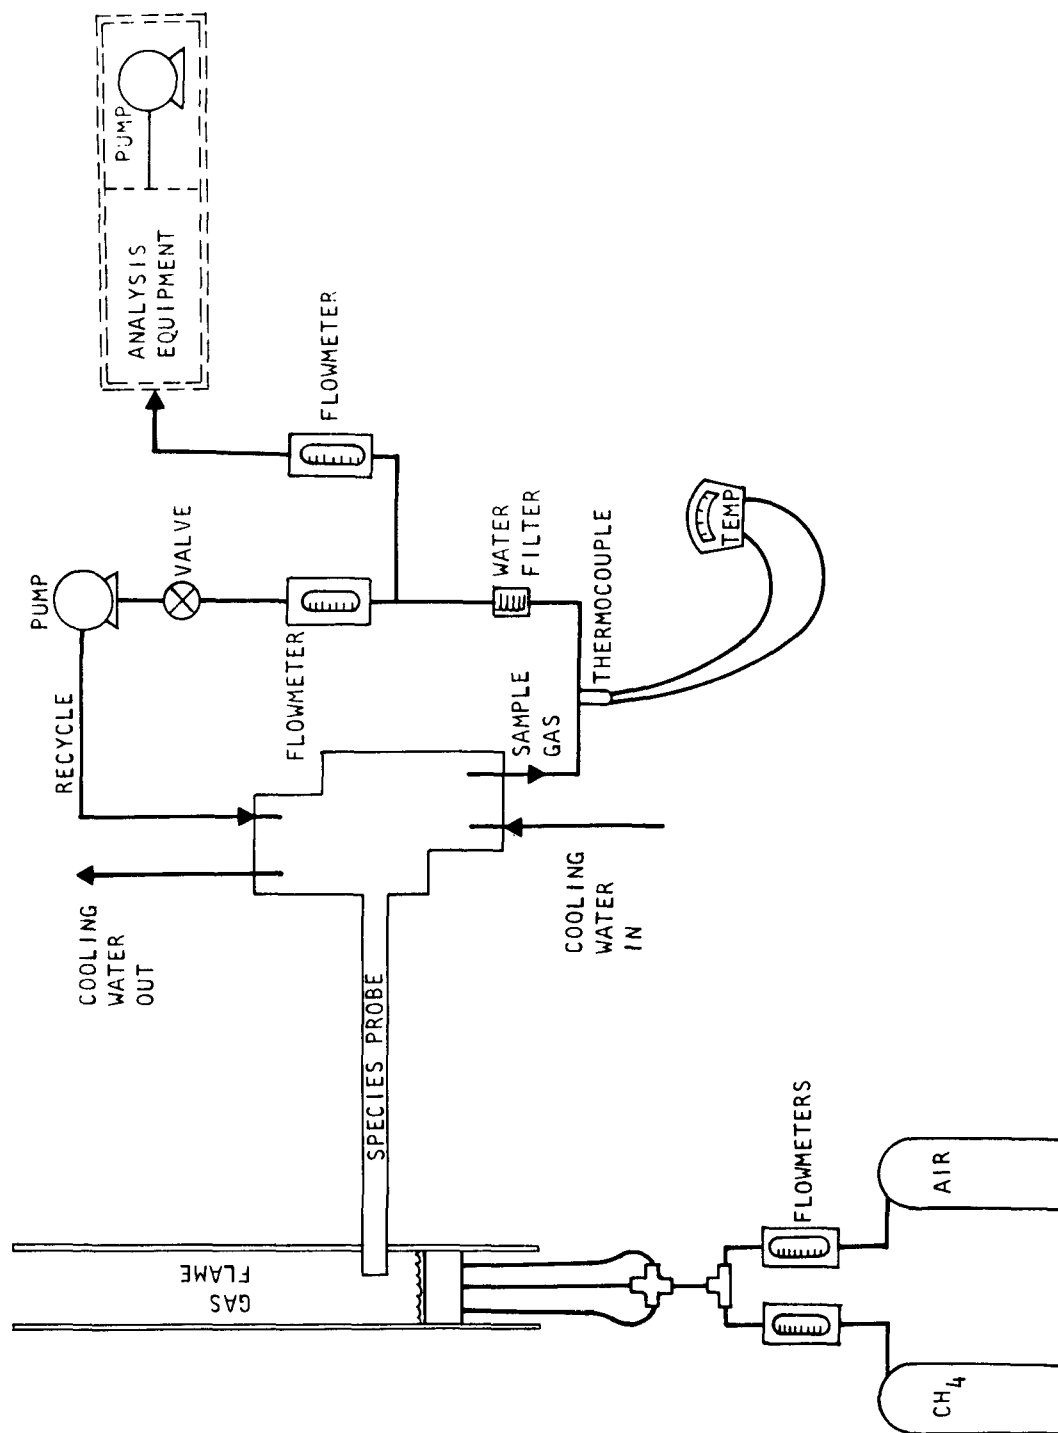 PUMP
ANALYSIS
EQUIPMENT
FLOWMETER
PUMP
VALVE
RECYCLE
FLOWMETER
WATER
FILTER
THERMOCOUPLE
TEMP
SAMPLE
GAS
COOLING
WATER
OUT
COOLING
WATER
IN
SPECIES PROBE
GAS
FLAME
FLOWMETERS
AIR
CH4